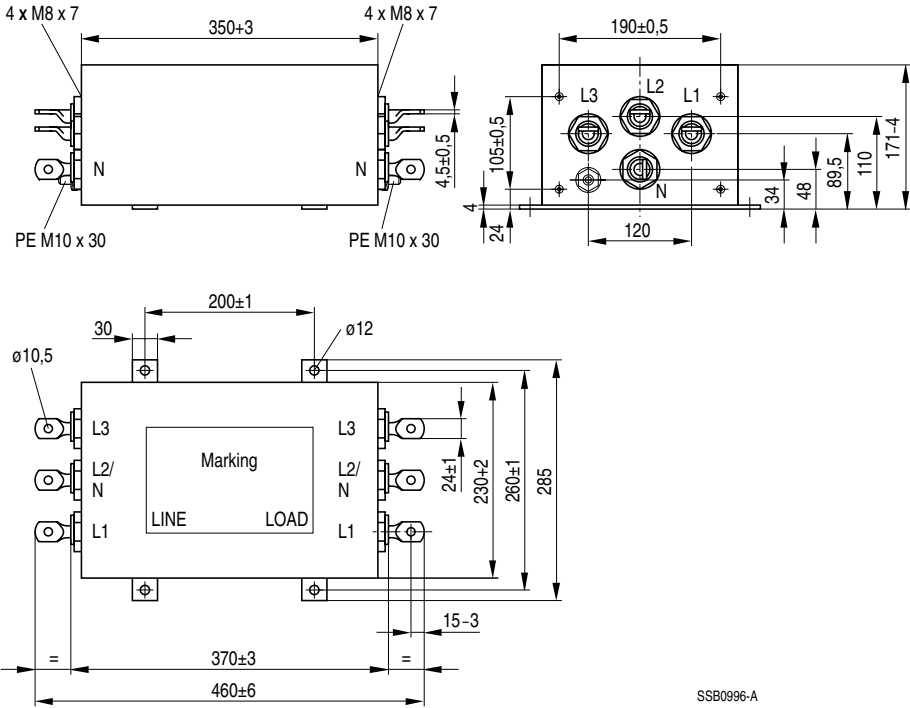 4 x M8 x 7
350+3
4 x M8 x 7
4,5±0,5
N
N
PE M10 x 30
PE M10 x 30
190±0,5
L3
L2
L1
N
105±0,5
4
24
34
48
89,5
110
171-4
120
200±1
30
ø12
ø10,5
L3
L3
L2/
N
L2/
N
L1
L1
Marking
LINE
LOAD
24±1
230+2
260±1
285
15-3
=
370±3
=
460±6
SSB0996-A